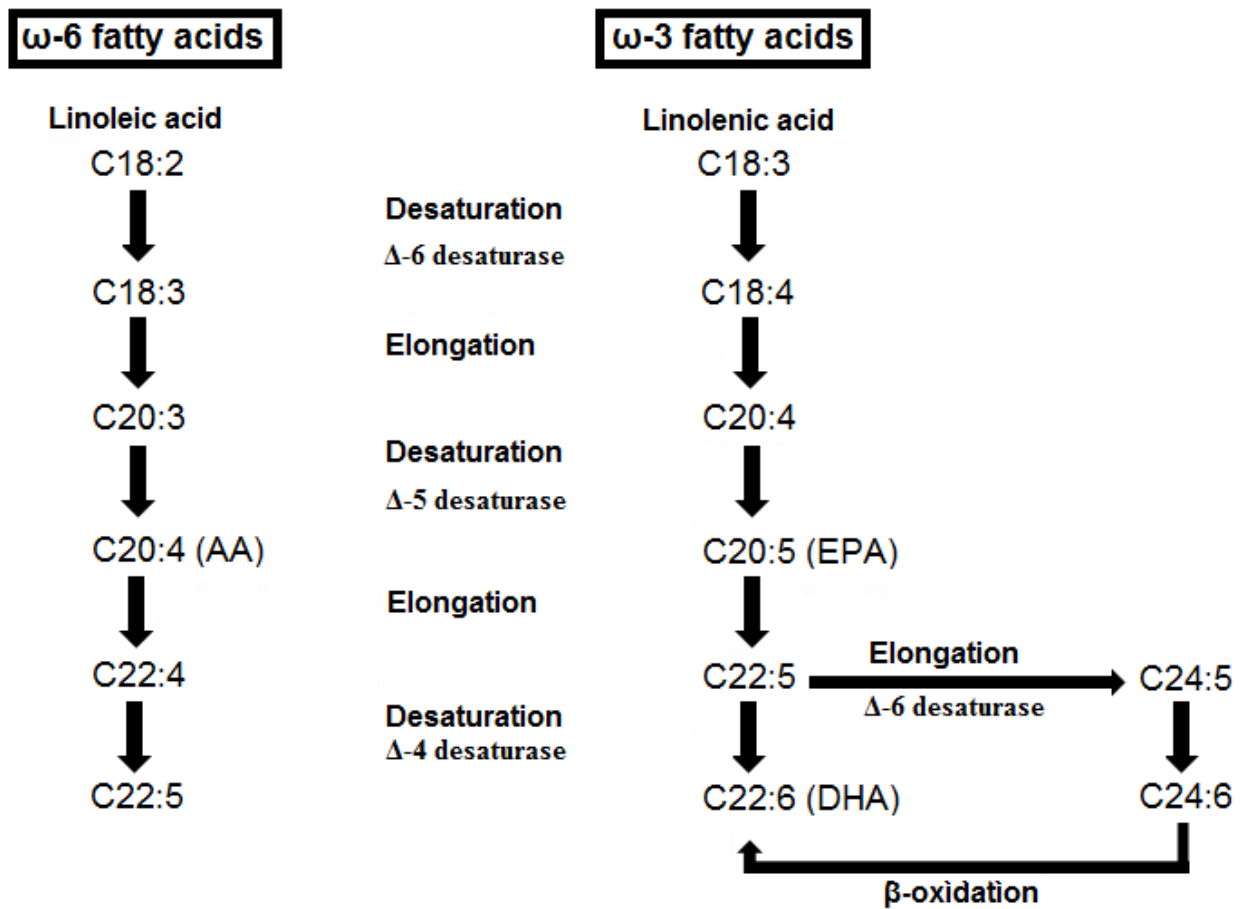 ω-6 fatty acids
ω-3 fatty acids
Linoleic acid
Linolenic acid
C18:2
C18:3
Desaturation
Δ-6 desaturase
C18:3
C18:4
Elongation
C20:3
C20:4
Desaturation
Δ-5 desaturase
C20:4 (AA)
C20:5 (EPA)
Elongation
C22:4
C22:5
Elongation
Δ-6 desaturase
C24:5
Desaturation
Δ-4 desaturase
C22:5
C22:6 (DHA)
C24:6
β-oxidation